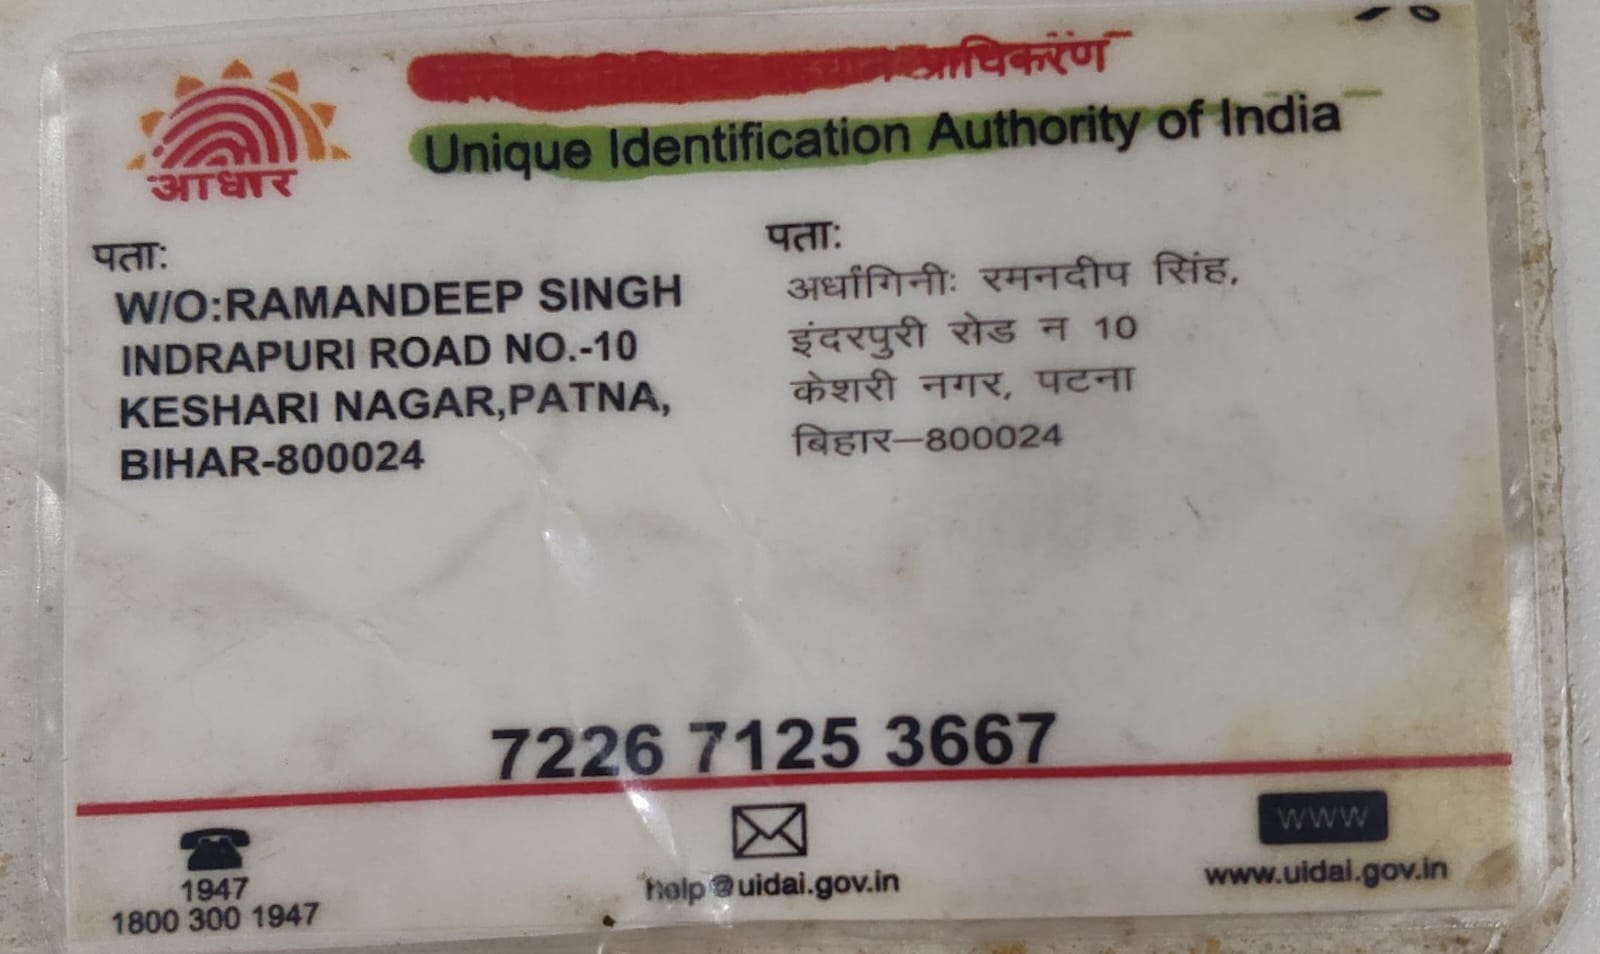 आधार
प्राधिकरण
Unique Identification Authority of India
पता:
W/O:RAMANDEEP SINGH
INDRAPURI ROAD NO.-10
KESHARI NAGAR,PATNA,
BIHAR-800024
पता:
अर्धांगिनी: रमनदीप सिंह,
इंदरपुरी रोड न 10
केशरी नगर, पटना
बिहार–800024
7226 7125 3667
1947
1800 300 1947
help@uidai.gov.in
WWW
www.uidai.gov.in